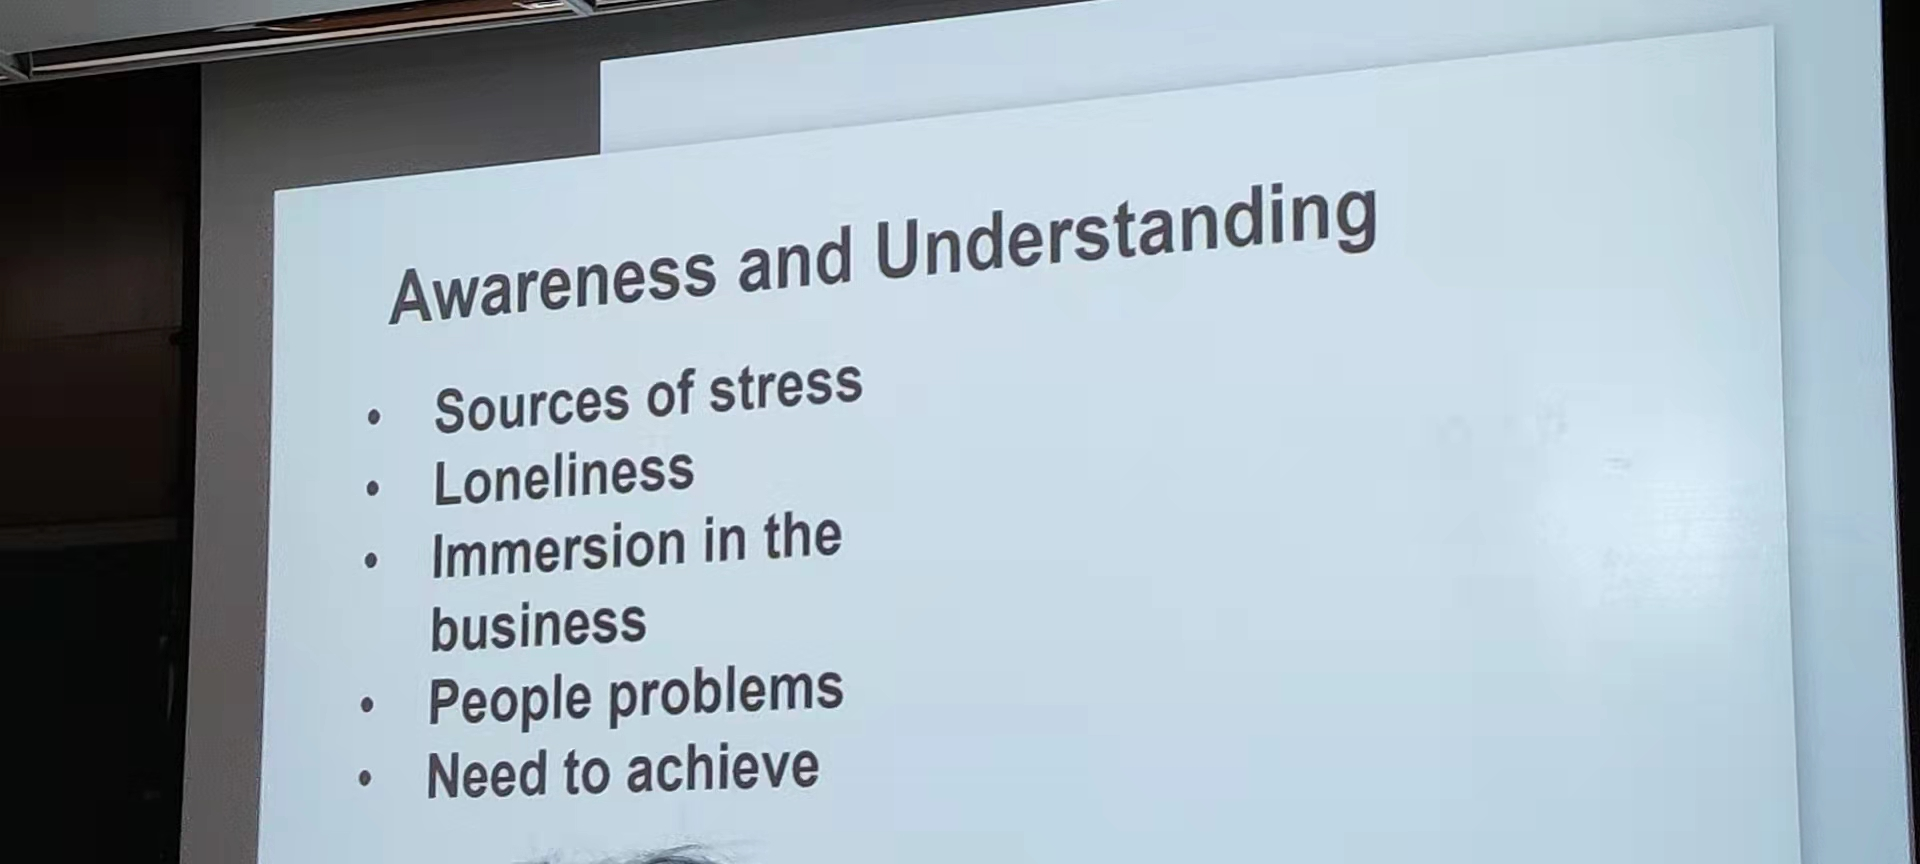 Awareness and Understanding
• Sources of stress
• Loneliness
• Immersion in the
business
• People problems
• Need to achieve